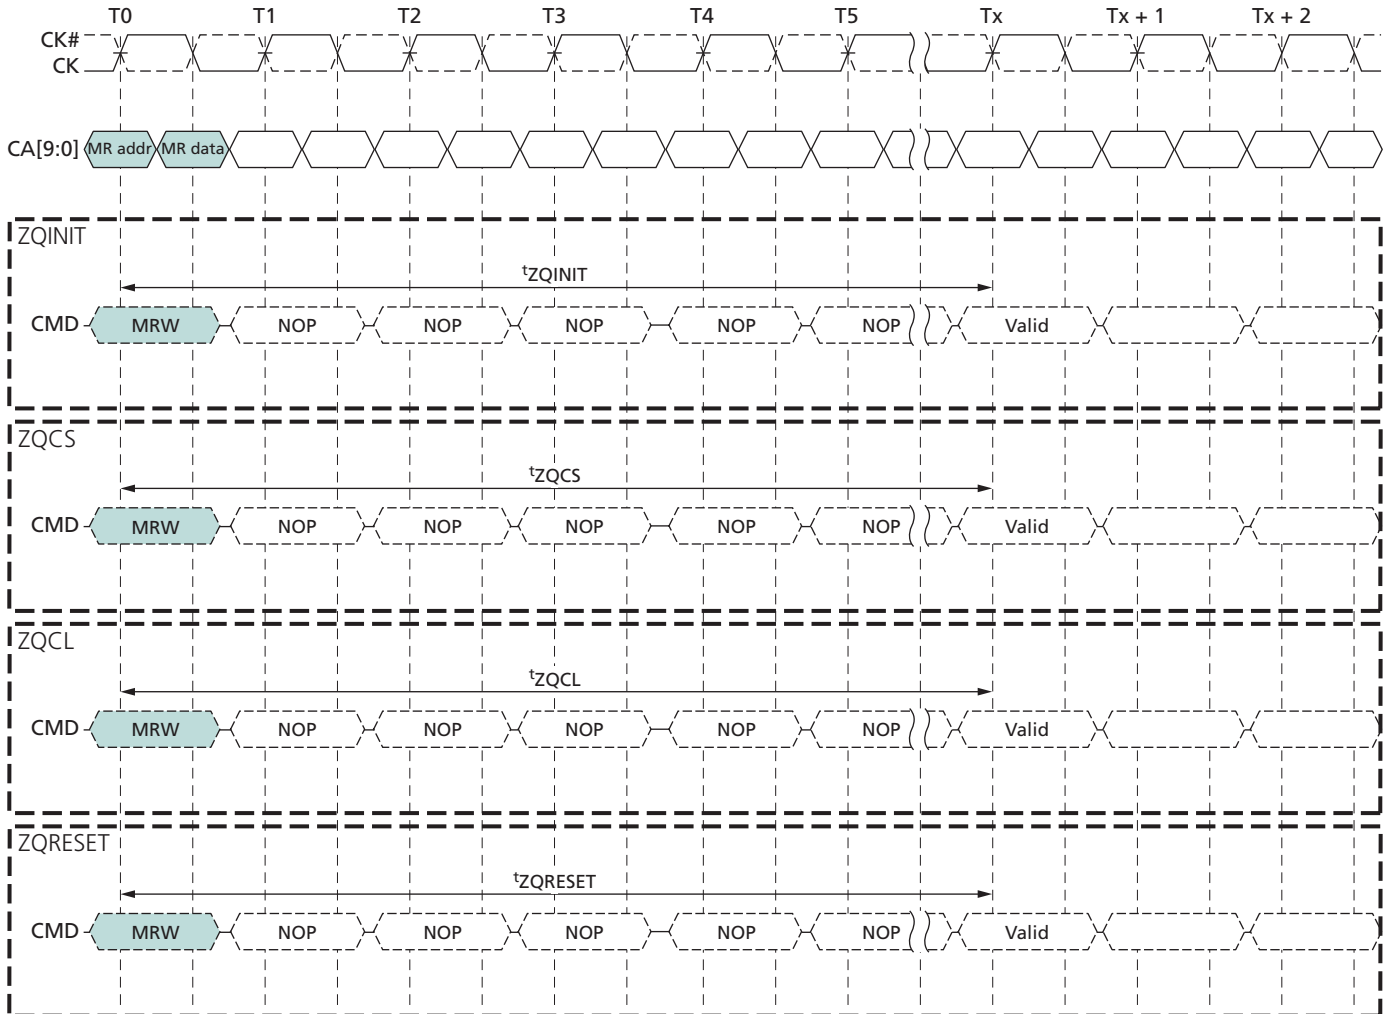 T0 T1 T2 T3 T4 T5 Tx Tx + 1 Tx + 2
CK#
CK
CA[9:0] MR addr MR data
ZQINIT
tZQINIT
CMD MRW NOP NOP NOP NOP NOP Valid
ZQCS
tZQCS
CMD MRW NOP NOP NOP NOP NOP Valid
ZQCL
tZQCL
CMD MRW NOP NOP NOP NOP NOP Valid
ZQRESET
tZQRESET
CMD MRW NOP NOP NOP NOP NOP Valid